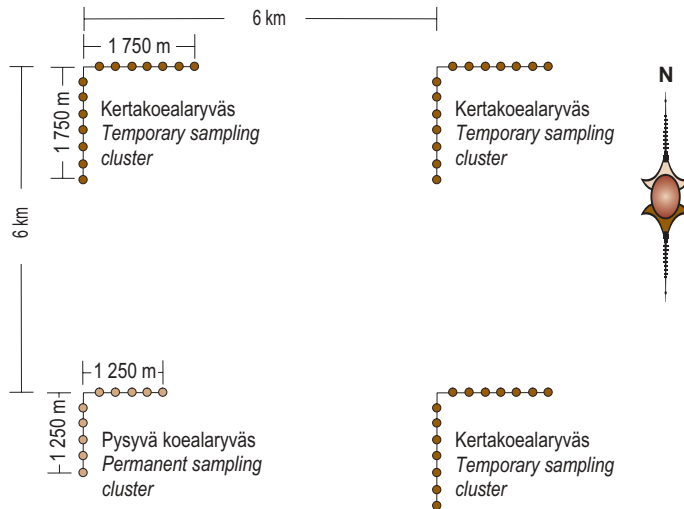 6 km
1 750 m
N
1 750 m
Kertakoealaryväs
Temporary sampling
cluster
Kertakoealaryväs
Temporary sampling
cluster
6 km
1 250 m
1 250 m
Pysyvä koealaryväs
Permanent sampling
cluster
Kertakoealaryväs
Temporary sampling
cluster